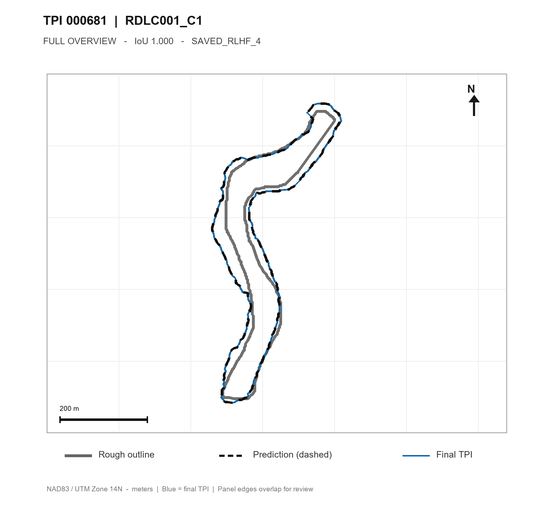 TPI 000681 | RDLC001_C1
FULL OVERVIEW - IoU 1.000 - SAVED_RLHF_4
N
200 m
Rough outline
Prediction (dashed)
Final TPI
NAD83 / UTM Zone 14N - meters | Blue = final TPI | Panel edges overlap for review